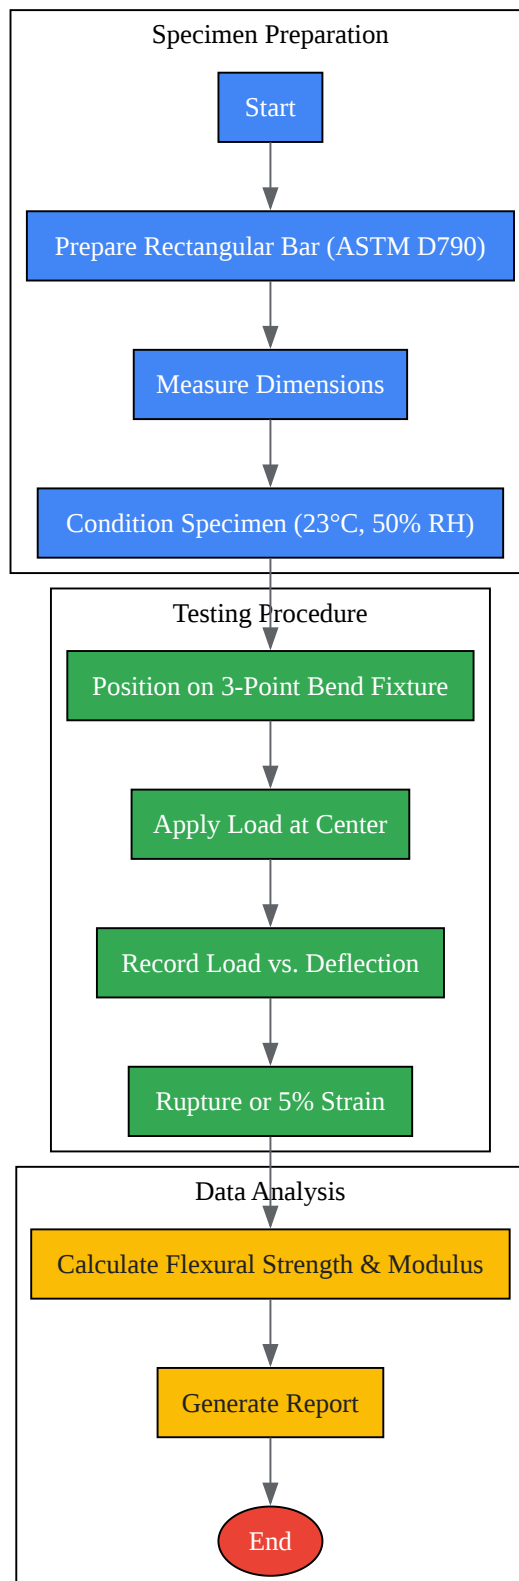 Specimen Preparation
Start
Prepare Rectangular Bar (ASTM D790)
Measure Dimensions
Condition Specimen (23°C, 50% RH)
Testing Procedure
Position on 3-Point Bend Fixture
Apply Load at Center
Record Load vs. Deflection
Rupture or 5% Strain
Data Analysis
Calculate Flexural Strength & Modulus
Generate Report
End